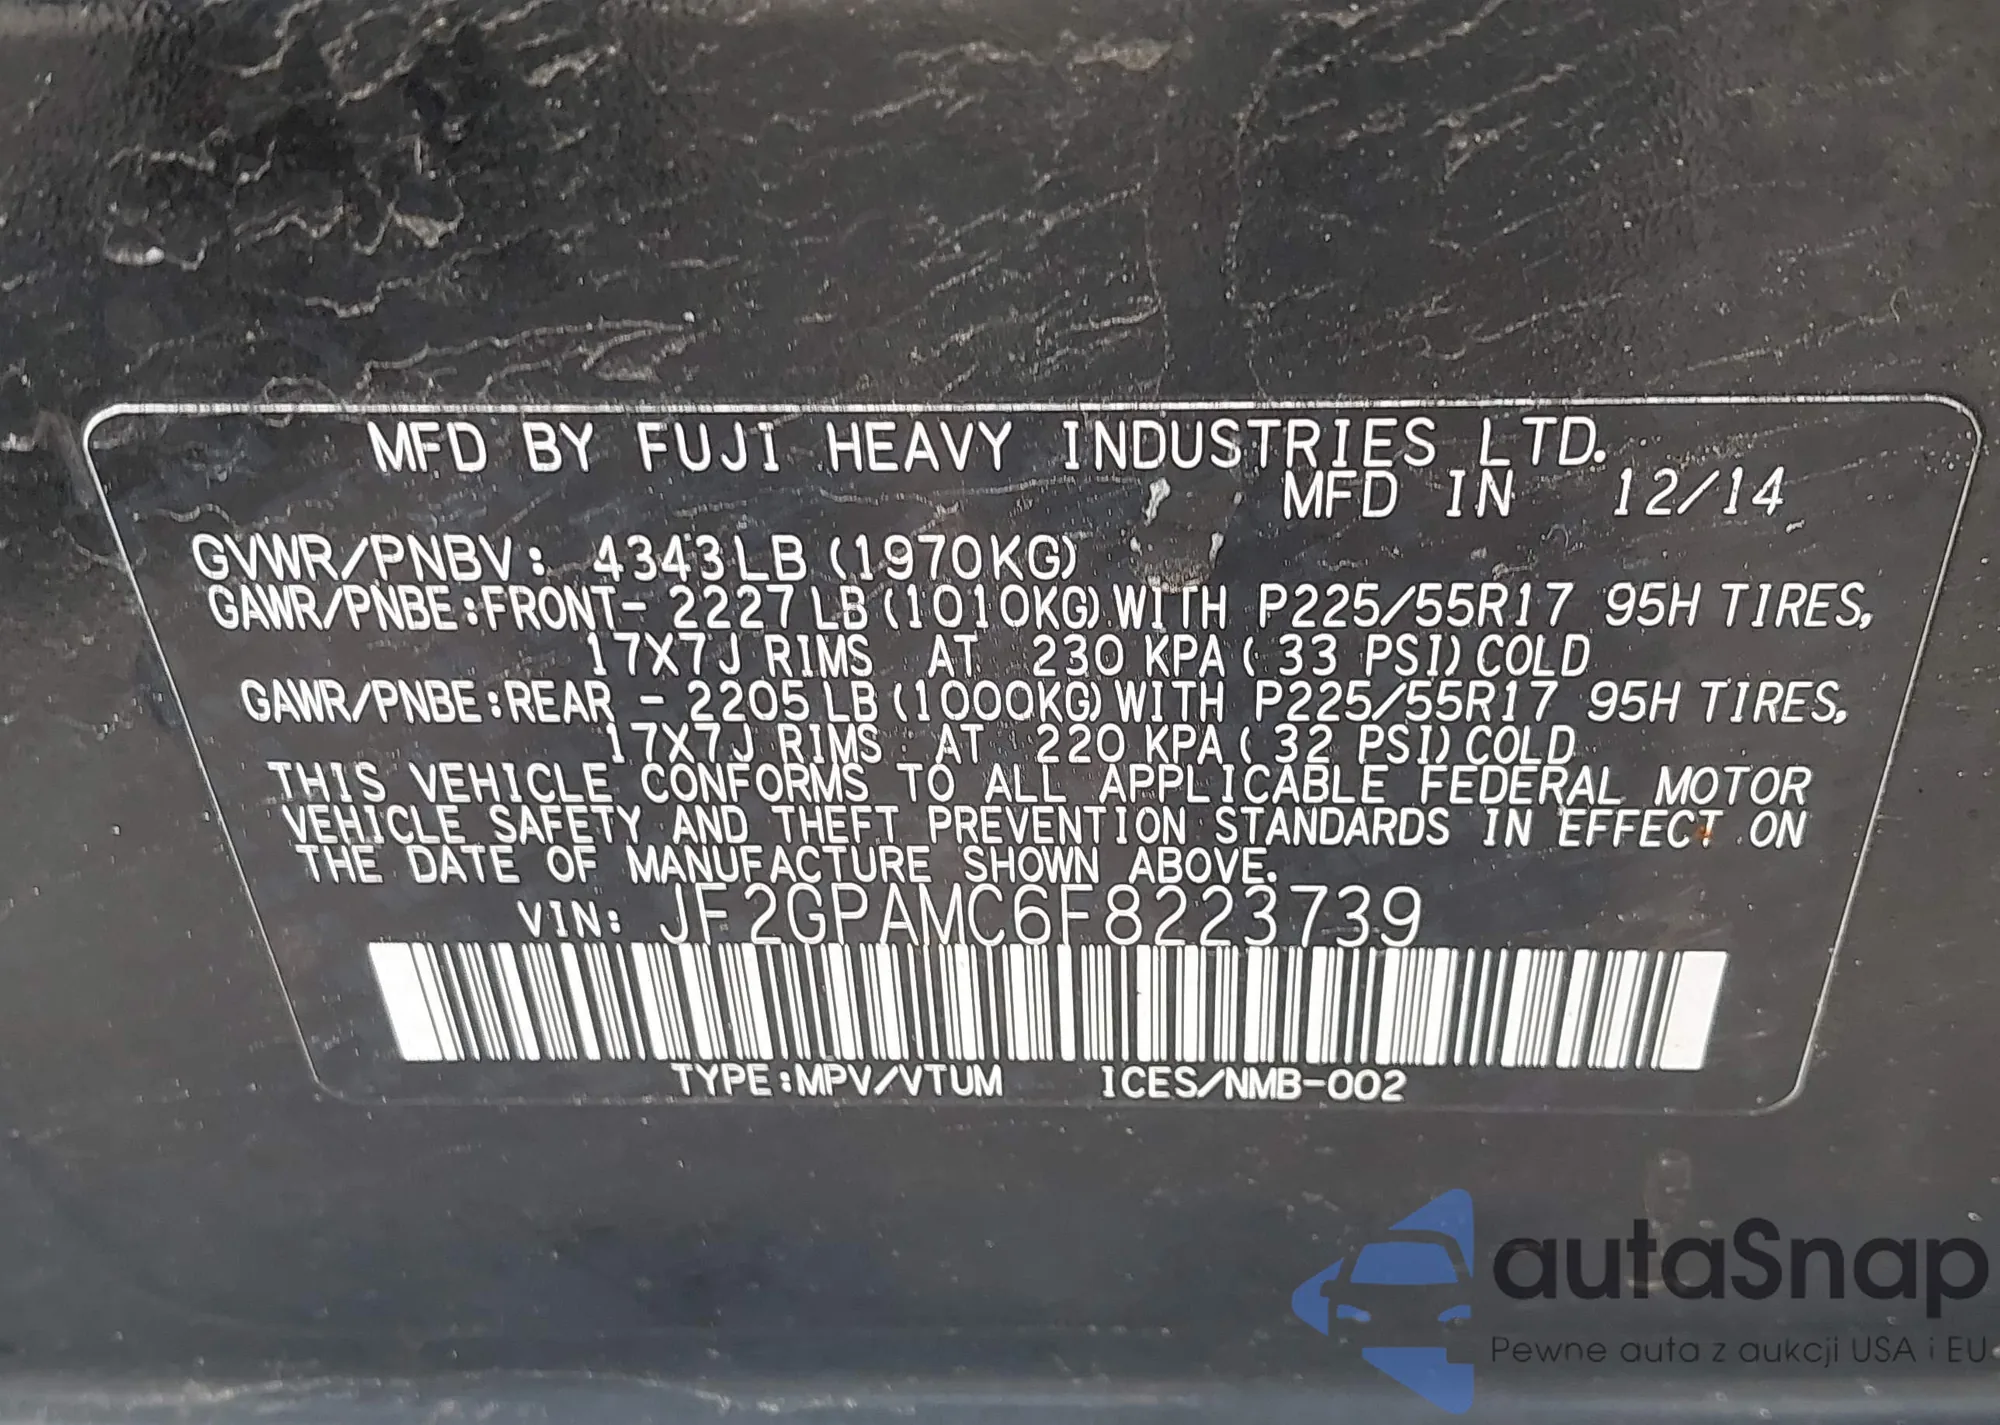 MFD BY FUJI HEAVY INDUSTRIES LTD.
MFD IN 12/14
GVWR/PNBV: 4343LB (1970KG)
GAWR/PNBE:FRONT- 2227LB (1010KG) WITH P225/55R17 95H TIRES,
17X7J RIMS AT 230 KPA ( 33 PSI) COLD
GAWR/PNBE:REAR - 2205LB (1000KG) WITH P225/55R17 95H TIRES,
17X7J RIMS AT 220 KPA ( 32 PSI) COLD
THIS VEHICLE CONFORMS TO ALL APPLICABLE FEDERAL MOTOR
VEHICLE SAFETY AND THEFT PREVENTION STANDARDS IN EFFECT ON
THE DATE OF MANUFACTURE SHOWN ABOVE.
VIN: JF2GPAMC6F8223739
TYPE:MPV/VTUM ICES/NMB-002
autaSnap
Pewne auta z aukcji USA i EU